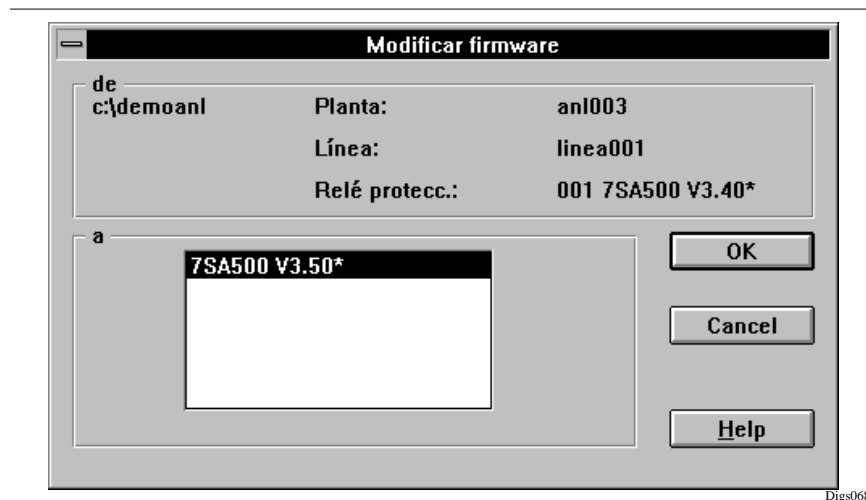 Modificar firmware
de
c:\demoanl Planta: anl003
Línea: linea001
Relé protecc.: 001 7SA500 V3.40*
a
7SA500 V3.50*
OK
Cancel
Help